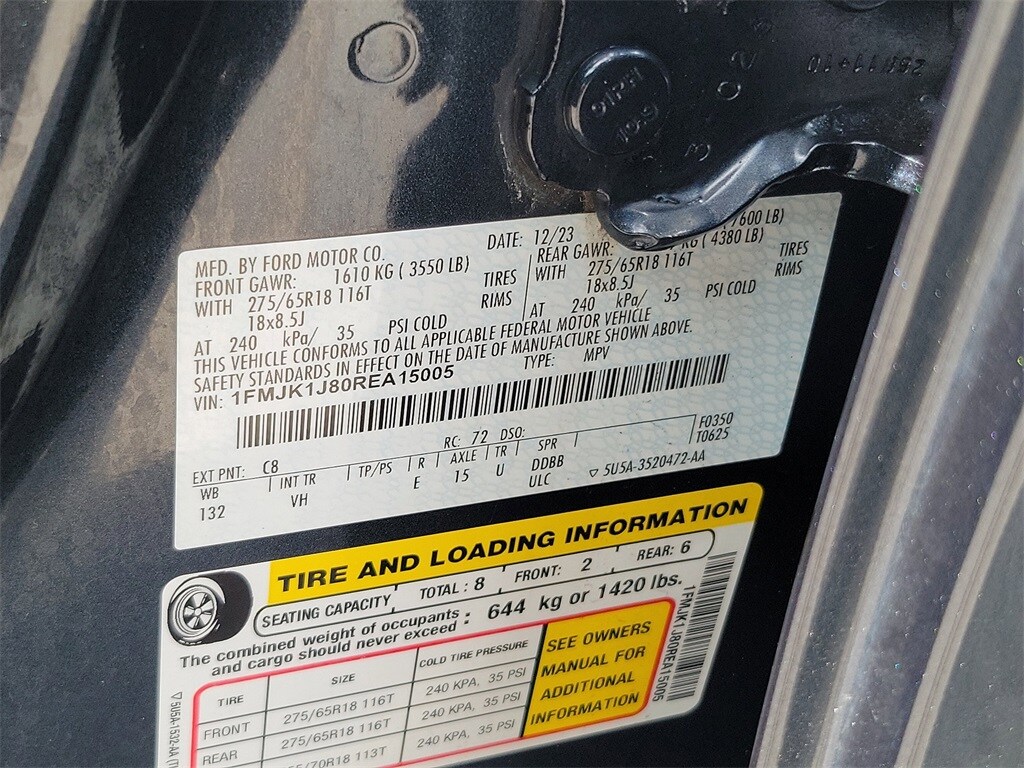 MFD. BY FORD MOTOR CO.
DATE: 12/23
600 LB)
FRONT GAWR: 1610 KG ( 3550 LB)
REAR GAWR: KG ( 4380 LB)
WITH 275/65R18 116T TIRES
WITH 275/65R18 116T TIRES
18x8.5J RIMS
18x8.5J RIMS
AT 240 kPa/ 35 PSI COLD
AT 240 kPa/ 35 PSI COLD
THIS VEHICLE CONFORMS TO ALL APPLICABLE FEDERAL MOTOR VEHICLE
SAFETY STANDARDS IN EFFECT ON THE DATE OF MANUFACTURE SHOWN ABOVE.
VIN: 1FMJK1J80REA15005
TYPE: MPV
EXT PNT: C8 RC: 72 DSO: F0350
T0625
WB INT TR TP/PS R AXLE TR SPR
132 VH E 15 U DDBB
ULC
▽ 5U5A-3520472-AA
TIRE AND LOADING INFORMATION
SEATING CAPACITY TOTAL : 8 FRONT: 2 REAR: 6
The combined weight of occupants and cargo should never exceed : 644 kg or 1420 lbs.
TIRE SIZE COLD TIRE PRESSURE
FRONT 275/65R18 116T 240 KPA, 35 PSI
REAR 275/65R18 116T 240 KPA, 35 PSI
/70R18 113T 240 KPA, 35 PSI
SEE OWNERS
MANUAL FOR
ADDITIONAL
INFORMATION
1FMJK1J80REA15005
▽ 5U5A-1532-AA